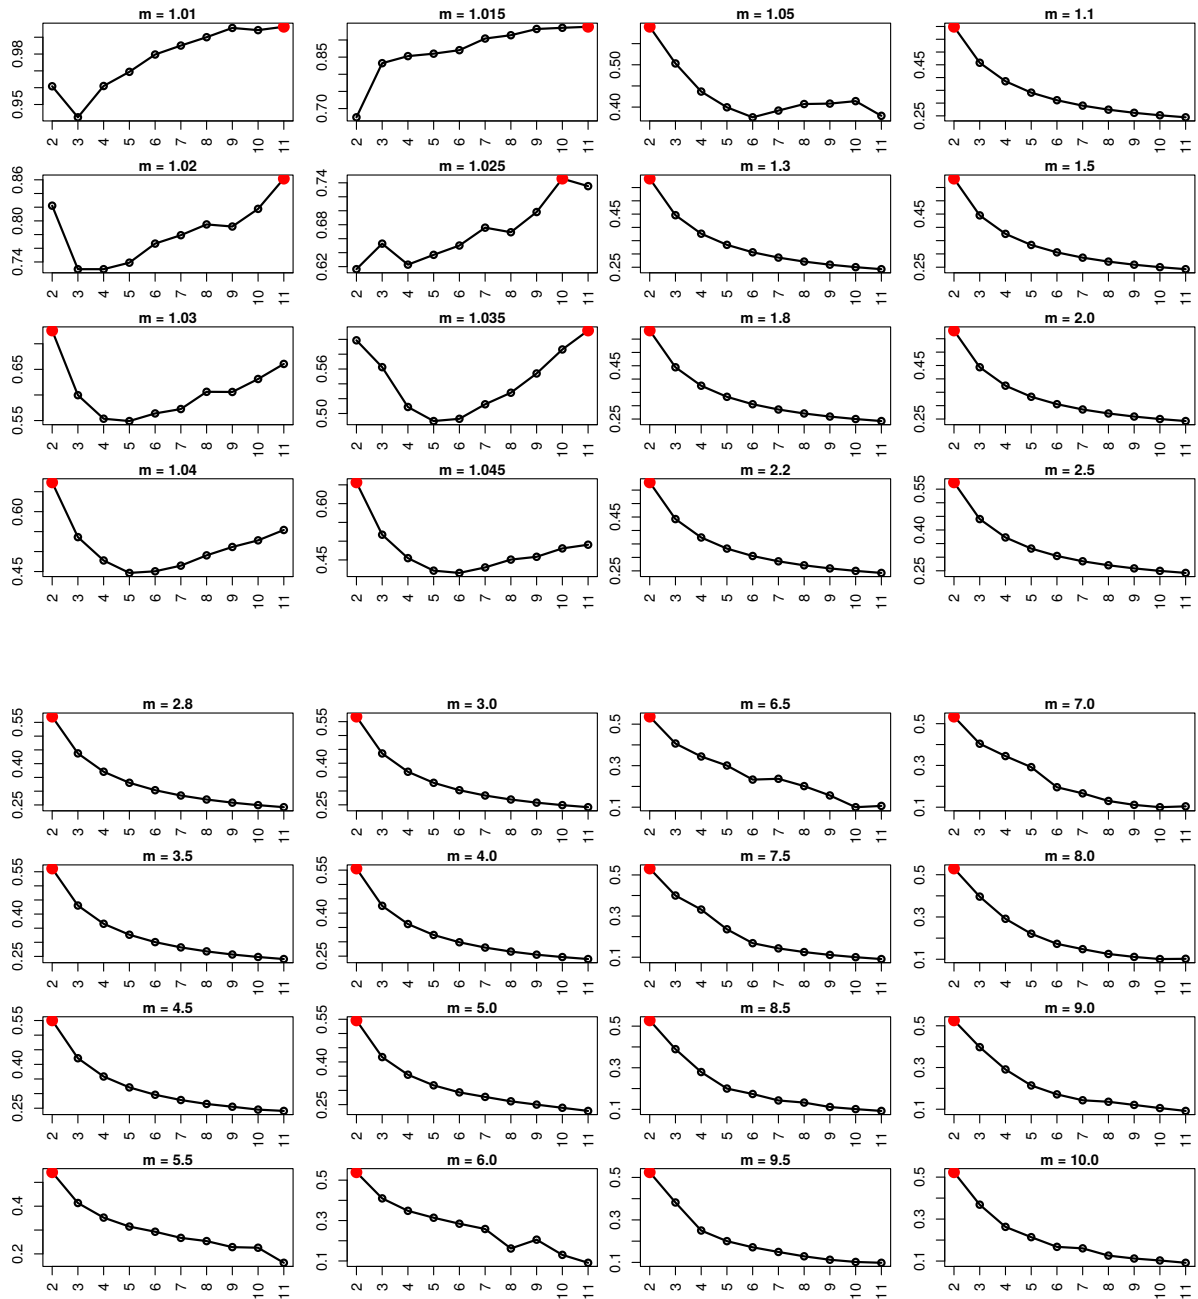 m = 1.01
0.95 0.98
2 3 4 5 6 7 8 9 10 11
m = 1.015
0.70 0.85
2 3 4 5 6 7 8 9 10 11
m = 1.05
0.40 0.50
2 3 4 5 6 7 8 9 10 11
m = 1.1
0.25 0.45
2 3 4 5 6 7 8 9 10 11
m = 1.02
0.74 0.80 0.86
2 3 4 5 6 7 8 9 10 11
m = 1.025
0.62 0.68 0.74
2 3 4 5 6 7 8 9 10 11
m = 1.3
0.25 0.45
2 3 4 5 6 7 8 9 10 11
m = 1.5
0.25 0.45
2 3 4 5 6 7 8 9 10 11
m = 1.03
0.55 0.65
2 3 4 5 6 7 8 9 10 11
m = 1.035
0.50 0.56
2 3 4 5 6 7 8 9 10 11
m = 1.8
0.25 0.45
2 3 4 5 6 7 8 9 10 11
m = 2.0
0.25 0.45
2 3 4 5 6 7 8 9 10 11
m = 1.04
0.45 0.60
2 3 4 5 6 7 8 9 10 11
m = 1.045
0.45 0.60
2 3 4 5 6 7 8 9 10 11
m = 2.2
0.25 0.45
2 3 4 5 6 7 8 9 10 11
m = 2.5
0.25 0.40 0.55
2 3 4 5 6 7 8 9 10 11
m = 2.8
0.25 0.40 0.55
2 3 4 5 6 7 8 9 10 11
m = 3.0
0.25 0.40 0.55
2 3 4 5 6 7 8 9 10 11
m = 6.5
0.1 0.3 0.5
2 3 4 5 6 7 8 9 10 11
m = 7.0
0.1 0.3 0.5
2 3 4 5 6 7 8 9 10 11
m = 3.5
0.25 0.40 0.55
2 3 4 5 6 7 8 9 10 11
m = 4.0
0.25 0.40 0.55
2 3 4 5 6 7 8 9 10 11
m = 7.5
0.1 0.3 0.5
2 3 4 5 6 7 8 9 10 11
m = 8.0
0.1 0.3 0.5
2 3 4 5 6 7 8 9 10 11
m = 4.5
0.25 0.40 0.55
2 3 4 5 6 7 8 9 10 11
m = 5.0
0.25 0.40 0.55
2 3 4 5 6 7 8 9 10 11
m = 8.5
0.1 0.3 0.5
2 3 4 5 6 7 8 9 10 11
m = 9.0
0.1 0.3 0.5
2 3 4 5 6 7 8 9 10 11
m = 5.5
0.2 0.4
2 3 4 5 6 7 8 9 10 11
m = 6.0
0.1 0.3 0.5
2 3 4 5 6 7 8 9 10 11
m = 9.5
0.1 0.3 0.5
2 3 4 5 6 7 8 9 10 11
m = 10.0
0.1 0.3 0.5
2 3 4 5 6 7 8 9 10 11